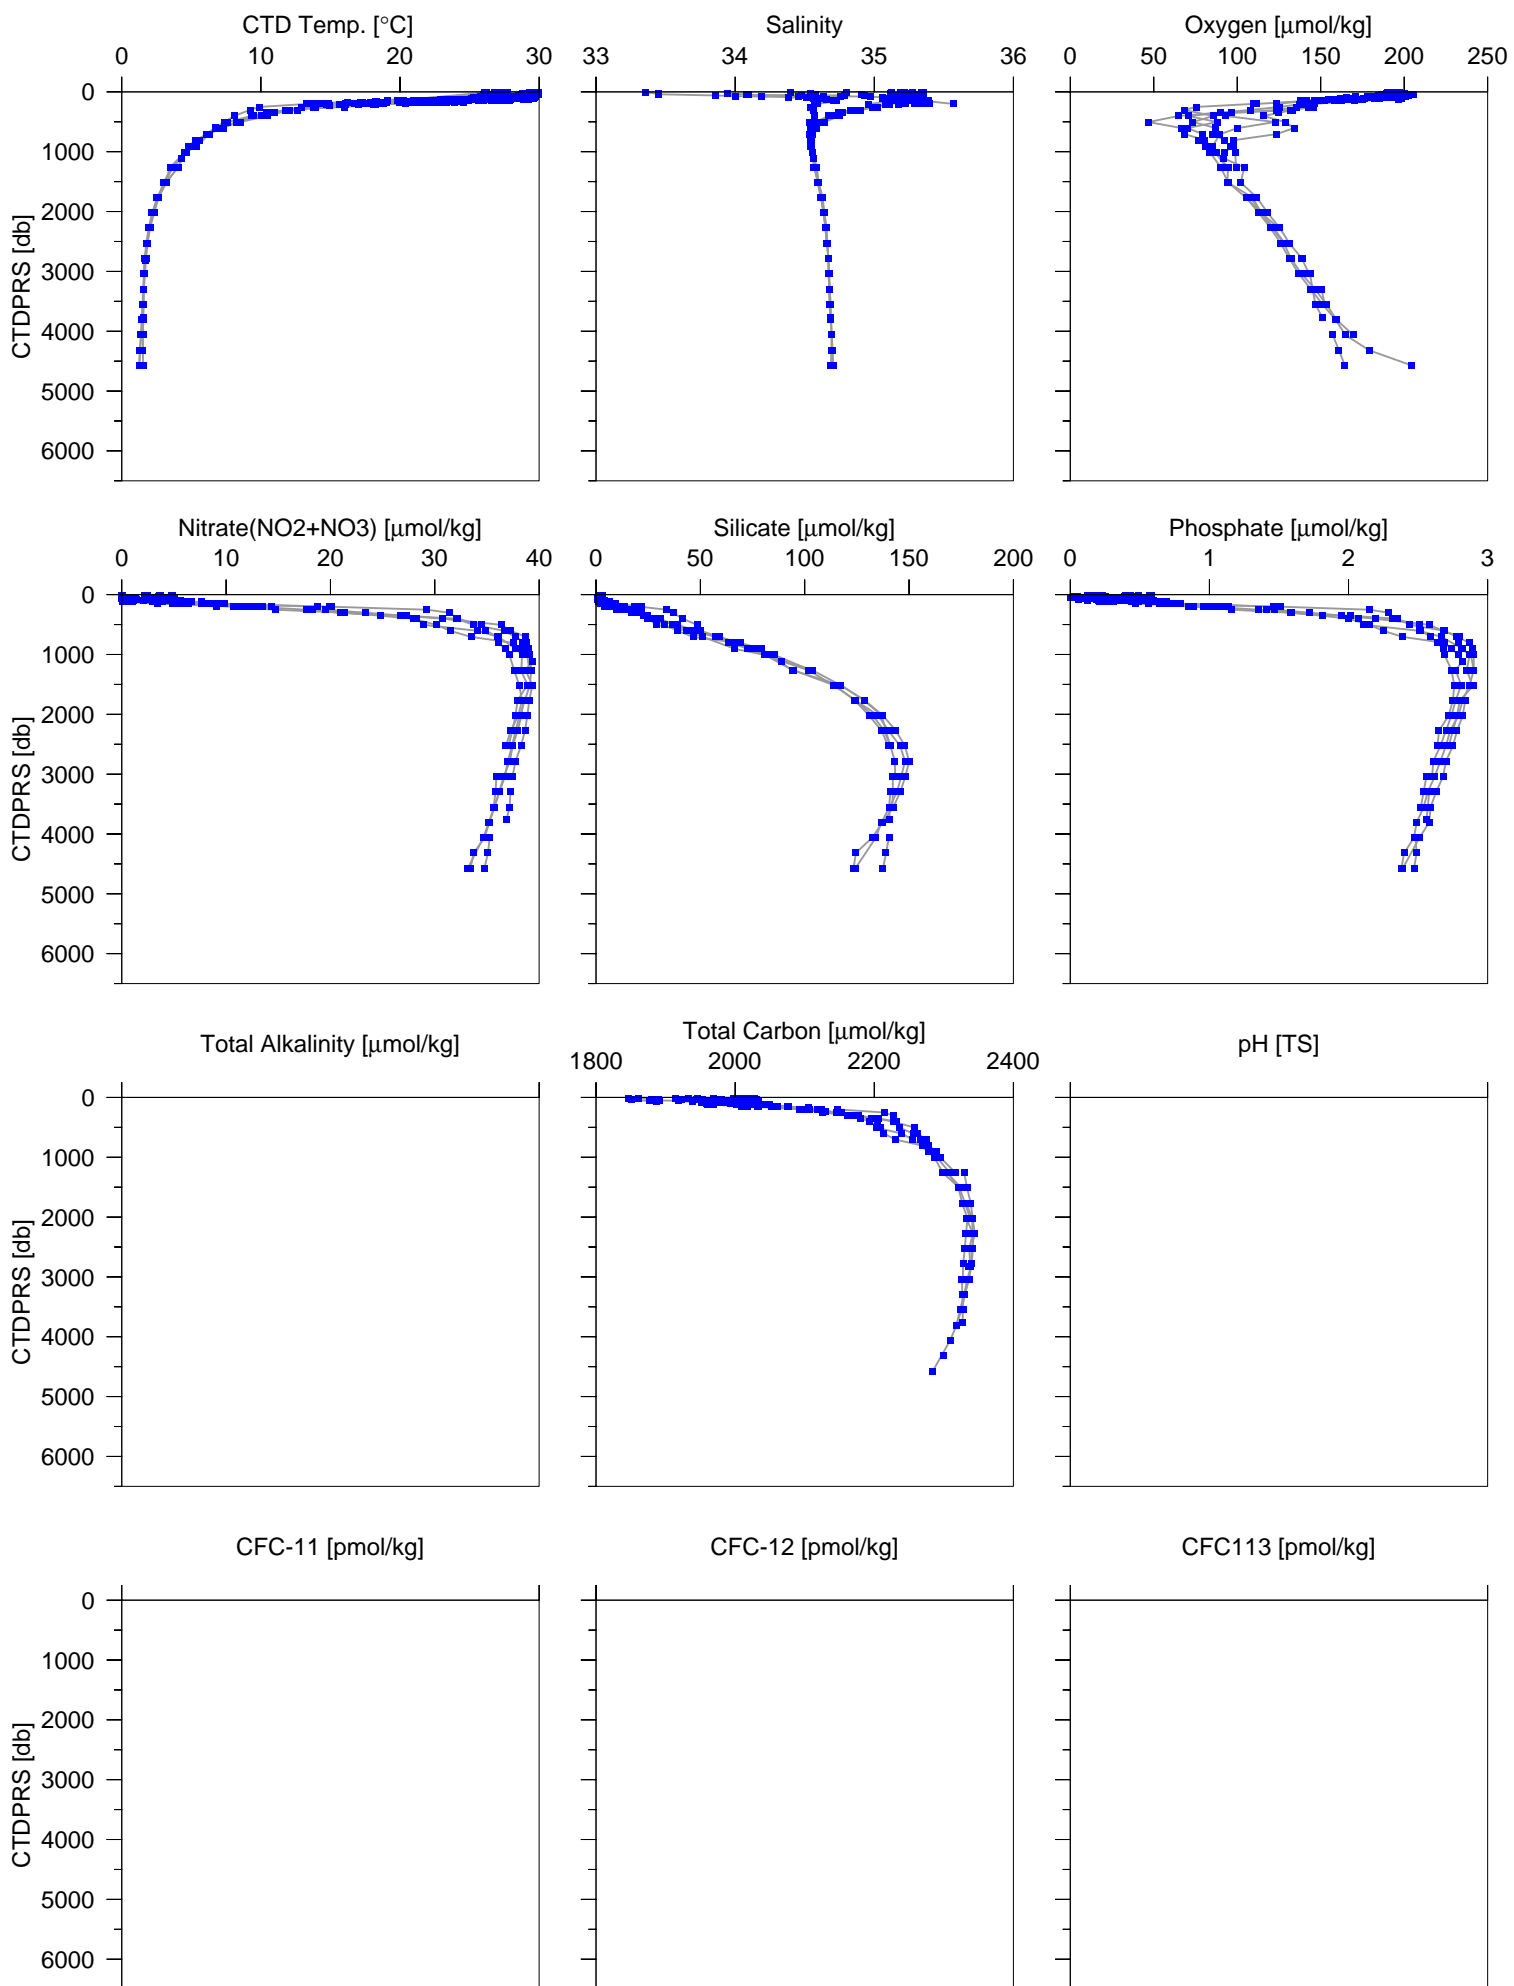 CTD Temp. [°C] Salinity Oxygen [μmol/kg]
0 10 20 30 33 34 35 36 0 50 100 150 200 250
0
1000
2000
3000
4000
5000
6000
CTDPRS [db]
Nitrate(NO2+NO3) [μmol/kg] Silicate [μmol/kg] Phosphate [μmol/kg]
0 10 20 30 40 0 50 100 150 200 0 1 2 3
0
1000
2000
3000
4000
5000
6000
CTDPRS [db]
Total Alkalinity [μmol/kg] Total Carbon [μmol/kg] pH [TS]
1800 2000 2200 2400
0
1000
2000
3000
4000
5000
6000
CTDPRS [db]
CFC-11 [pmol/kg] CFC-12 [pmol/kg] CFC113 [pmol/kg]
0
1000
2000
3000
4000
5000
6000
CTDPRS [db]